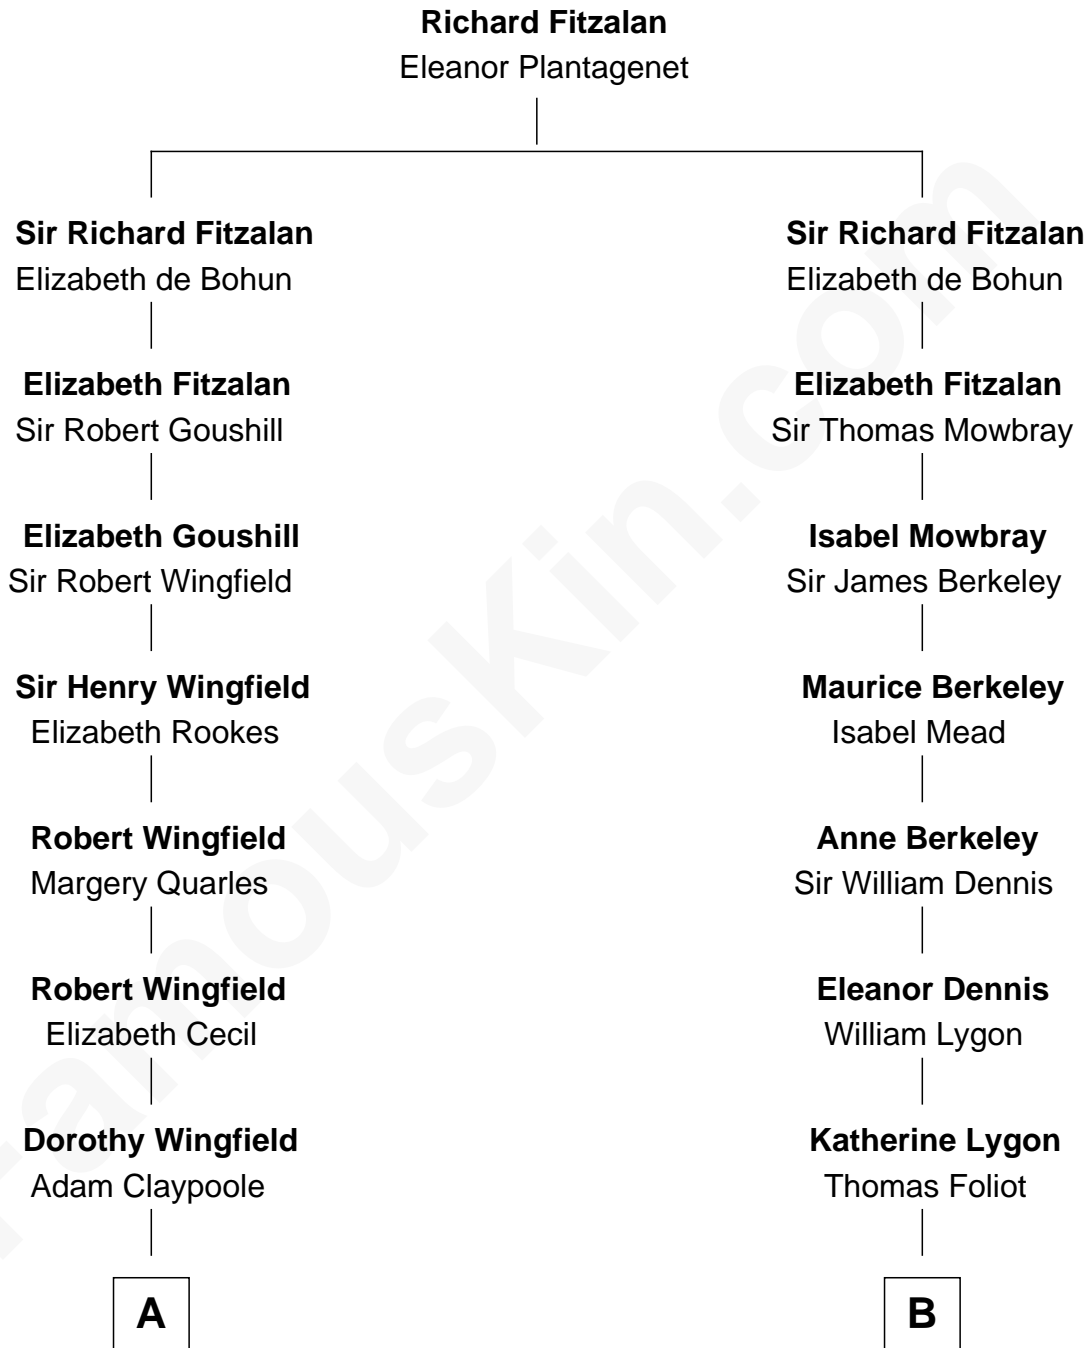 Richard Fitzalan
Eleanor Plantagenet
Sir Richard Fitzalan
Elizabeth de Bohun
Sir Richard Fitzalan
Elizabeth de Bohun
Elizabeth Fitzalan
Sir Robert Goushill
Elizabeth Fitzalan
Sir Thomas Mowbray
Elizabeth Goushill
Sir Robert Wingfield
Isabel Mowbray
Sir James Berkeley
Sir Henry Wingfield
Elizabeth Rookes
Maurice Berkeley
Isabel Mead
Robert Wingfield
Margery Quarles
Anne Berkeley
Sir William Dennis
Robert Wingfield
Elizabeth Cecil
Eleanor Dennis
William Lygon
Dorothy Wingfield
Adam Claypoole
Katherine Lygon
Thomas Foliot
A
B
FamousKin.com